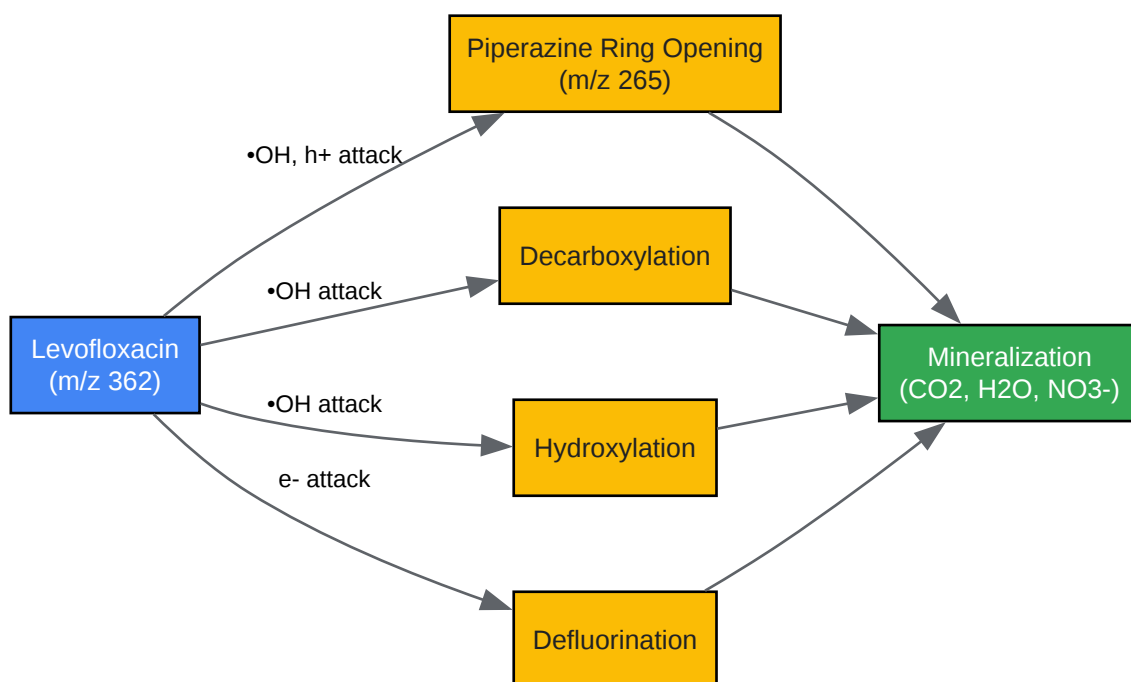 Piperazine Ring Opening
(m/z 265)
•OH, h+ attack
Decarboxylation
•OH attack
Levofloxacin
(m/z 362)
Mineralization
(CO2, H2O, NO3-)
•OH attack
Hydroxylation
e- attack
Defluorination